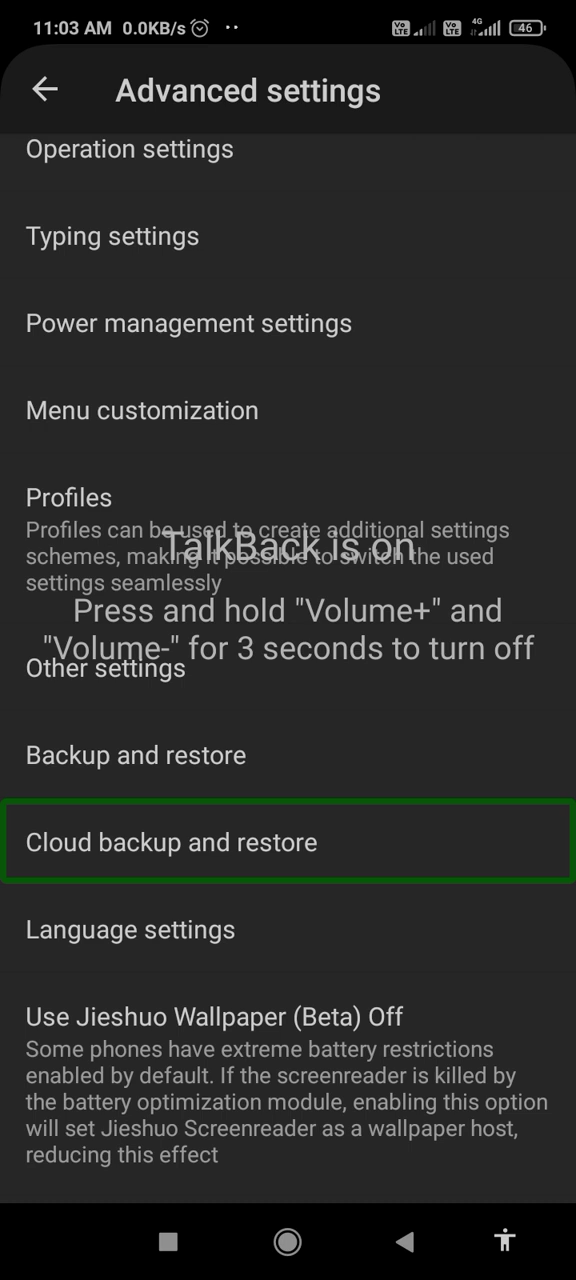 11:03 AM 0.0KB/s
Vo LTE Vo LTE 4G 46
Advanced settings
Operation settings
Typing settings
Power management settings
Menu customization
Profiles
Profiles can be used to create additional settings
schemes, making it possible to switch the used
settings seamlessly
TalkBack is on
Press and hold "Volume+" and
"Volume-" for 3 seconds to turn off
Other settings
Backup and restore
Cloud backup and restore
Language settings
Use Jieshuo Wallpaper (Beta) Off
Some phones have extreme battery restrictions
enabled by default. If the screenreader is killed by
the battery optimization module, enabling this option
will set Jieshuo Screenreader as a wallpaper host,
reducing this effect